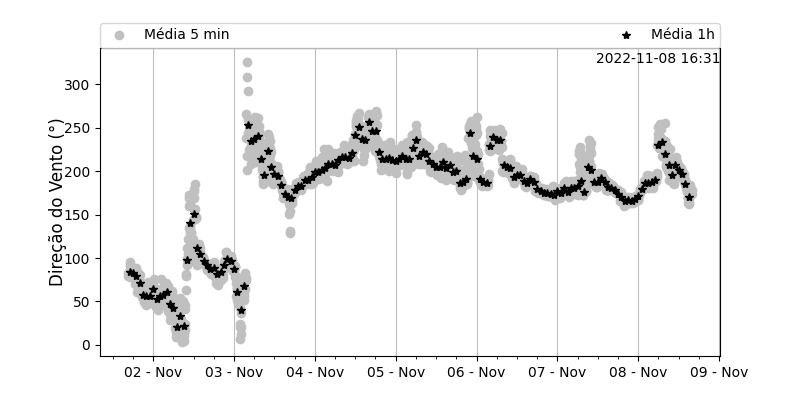 Média 5 min
Média 1h
2022-11-08 16:31
Direção do Vento (°)
300
250
200
150
100
50
0
02 - Nov
03 - Nov
04 - Nov
05 - Nov
06 - Nov
07 - Nov
08 - Nov
09 - Nov